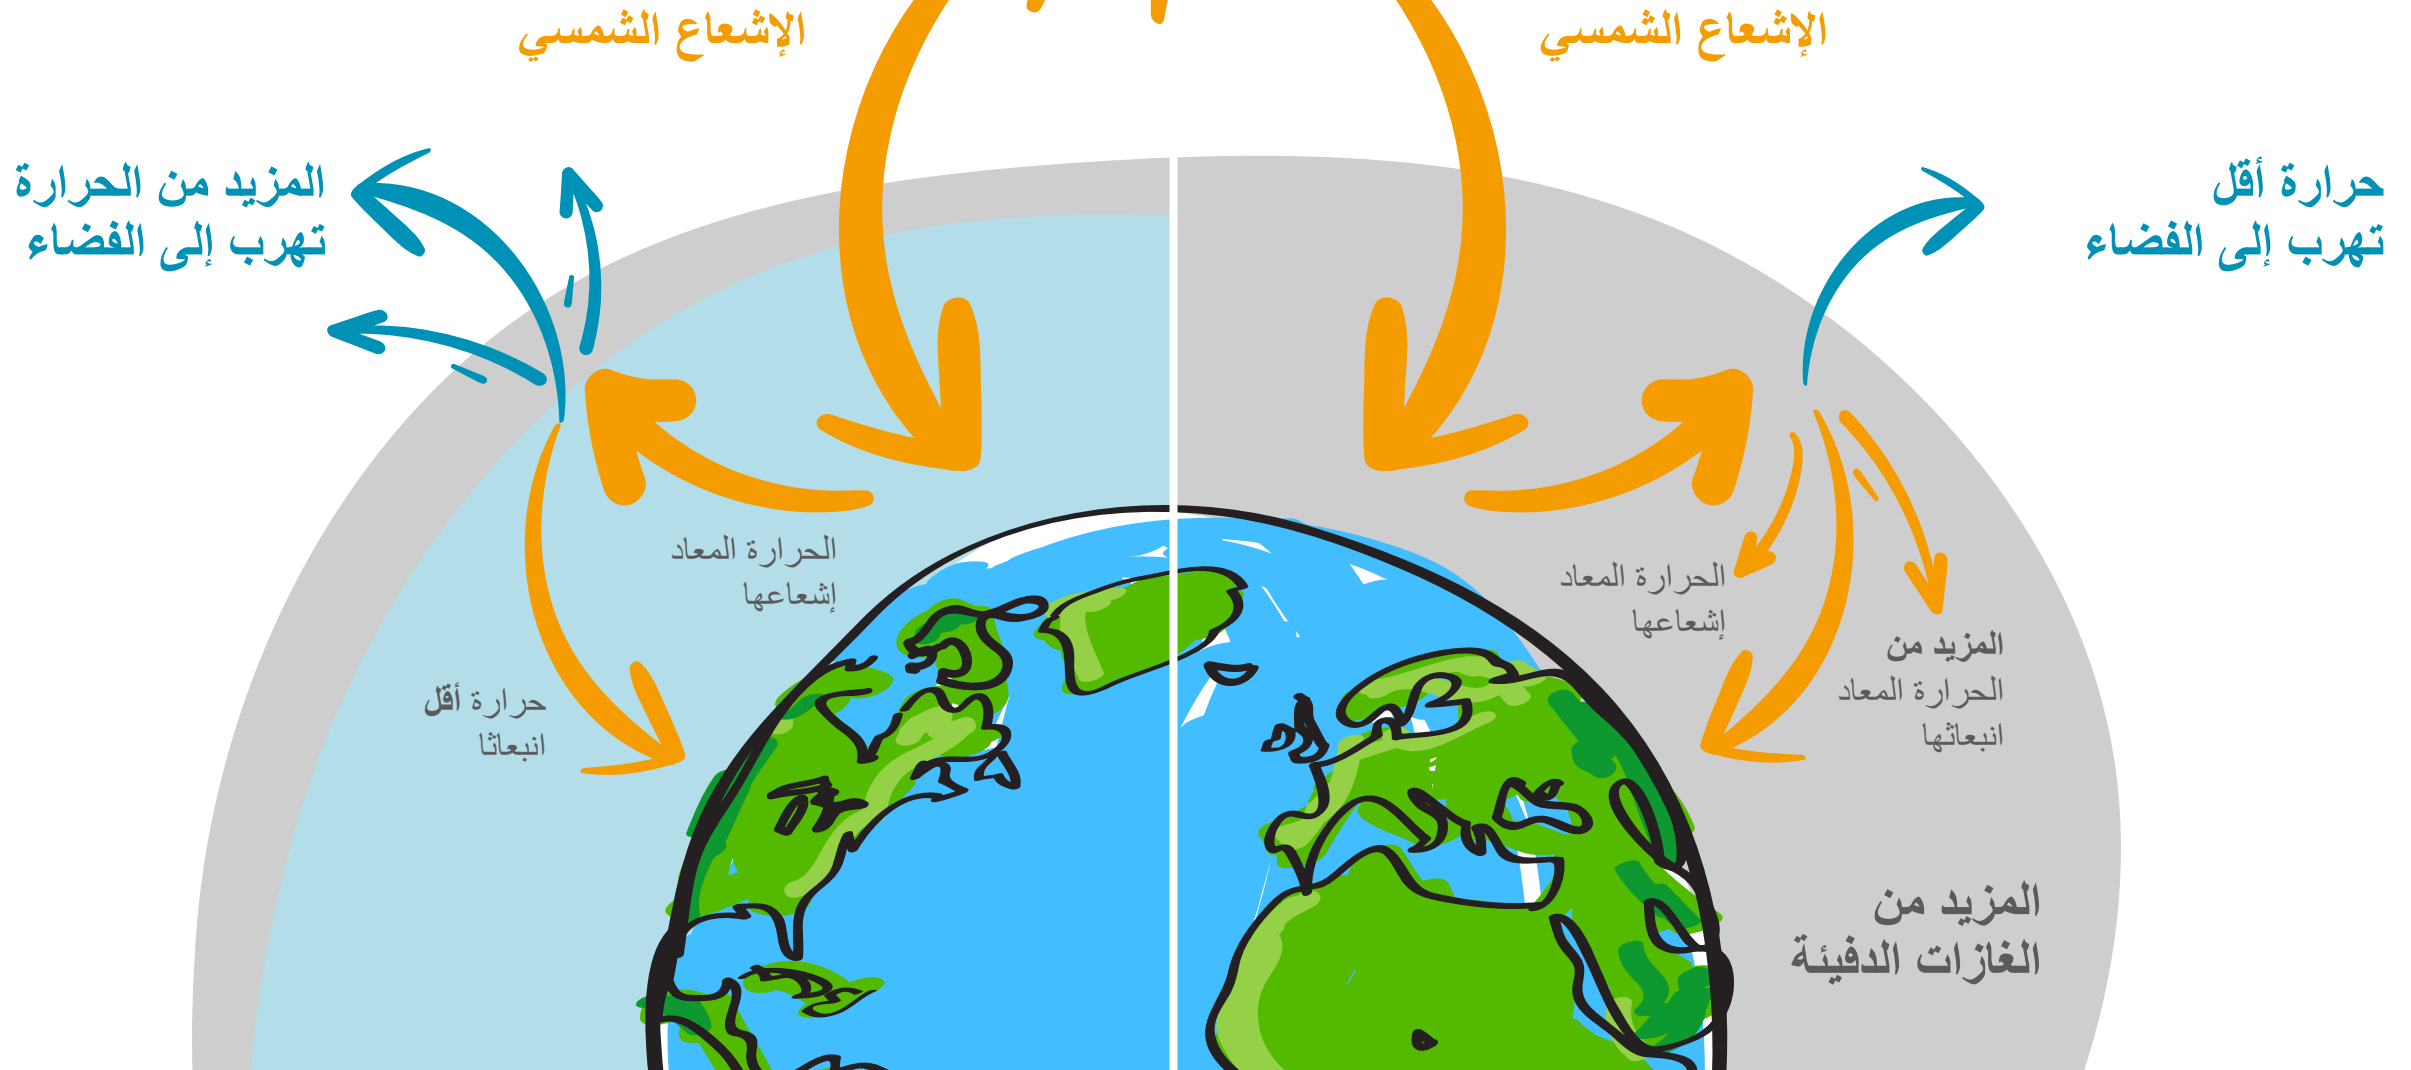 الإشعاع الشمسي
الإشعاع الشمسي
حرارة أقل
تهرب إلى الفضاء
المزيد من الحرارة
تهرب إلى الفضاء
الحرارة المعاد
إشعاعها
المزيد من
الحرارة المعاد
انبعاثها
الحرارة المعاد
إشعاعها
حرارة أقل
انبعاثا
المزيد من
الغازات الدفيئة